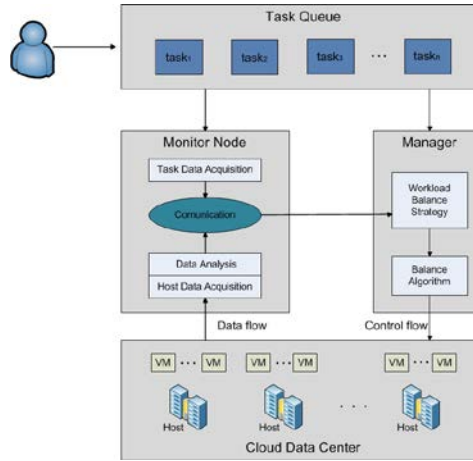 Task Queue
task1 task2 task3 ... taskn
Monitor Node
Manager
Task Data Acquisition
Comunication
Workload
Balance
Strategy
Data Analysis
Host Data Acquisition
Balance
Algorithm
Data flow
Control flow
VM ... VM VM ... VM VM ... VM
Host Host . . . Host
Cloud Data Center